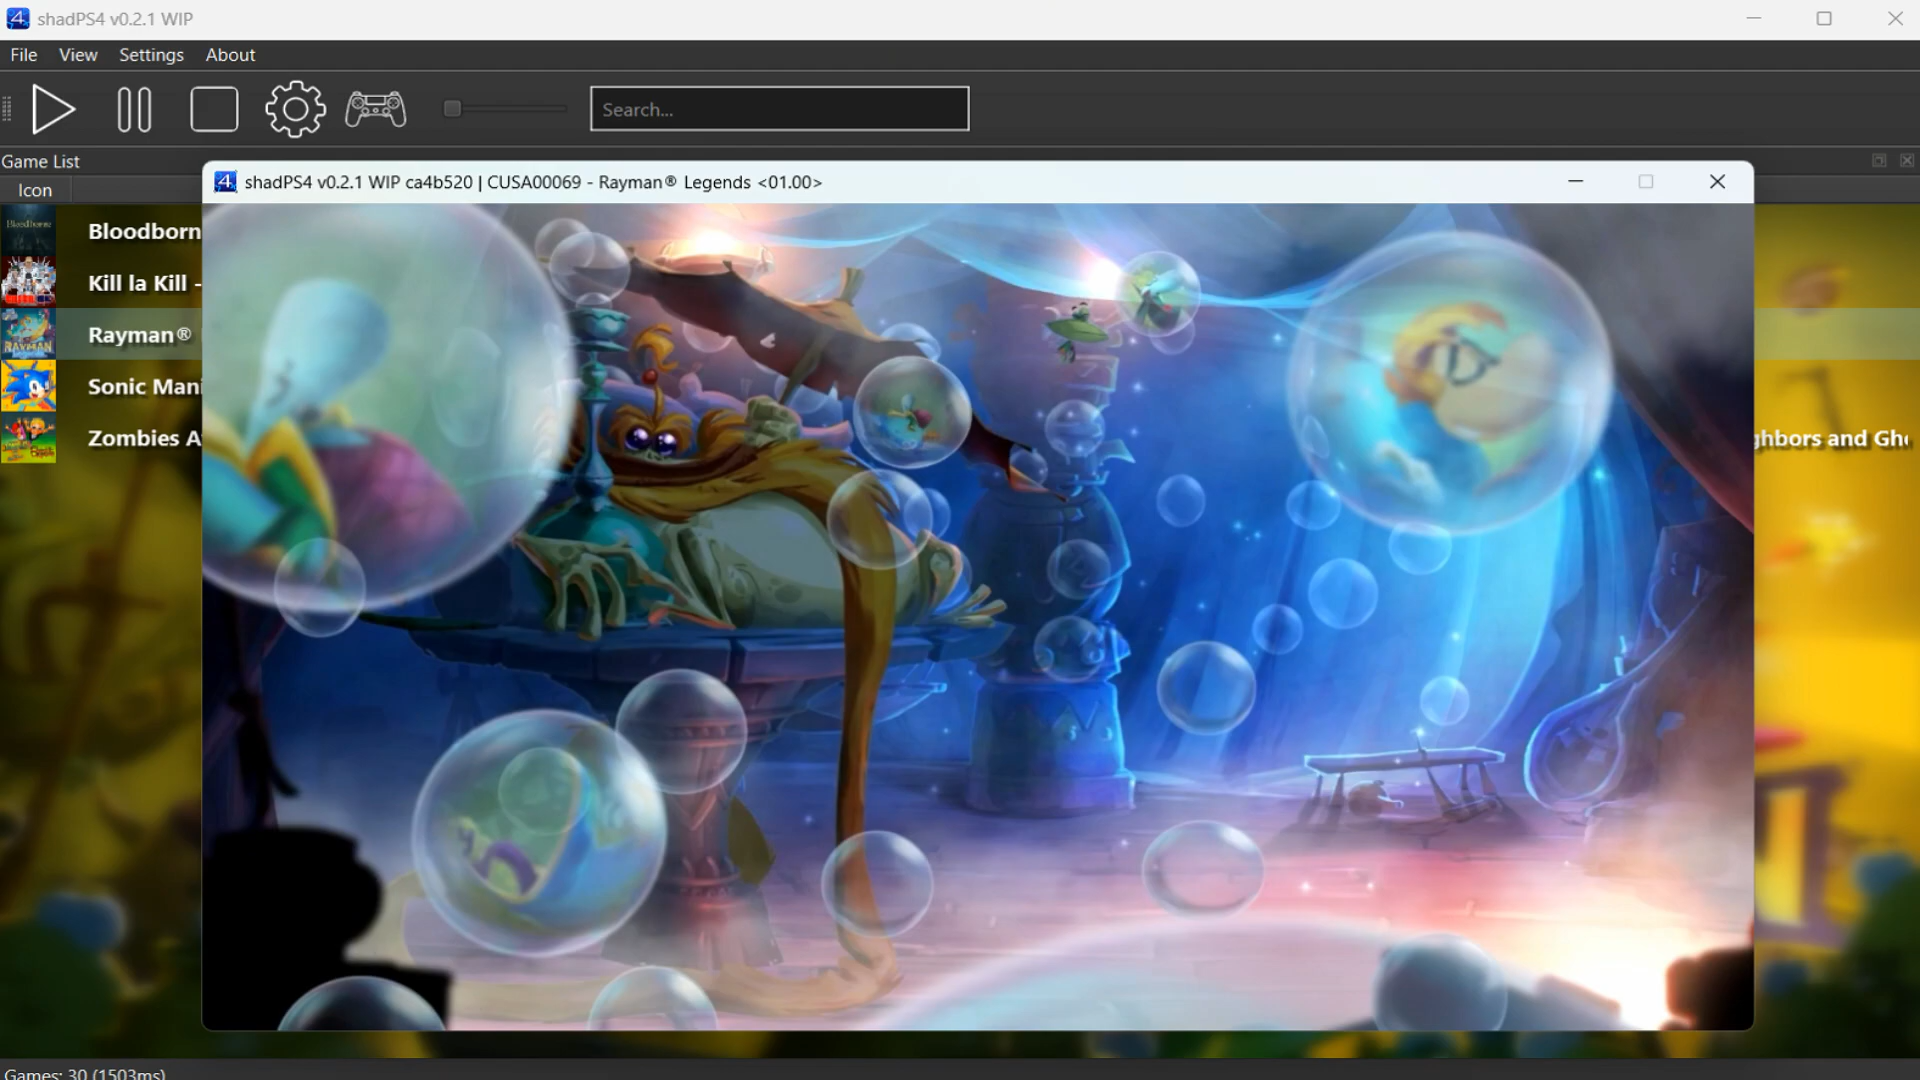 shadPS4 v0.2.1 WIP
File View Settings About
Search...
Game List
Icon
shadPS4 v0.2.1 WIP ca4b520 | CUSA00069 - Rayman® Legends <01.00>
Bloodborn
Kill la Kill -
Rayman®
Sonic Mani
Zombies A
ghbors and Gh
Games: 30 (1503ms)
Bloodborne
RAYMAN